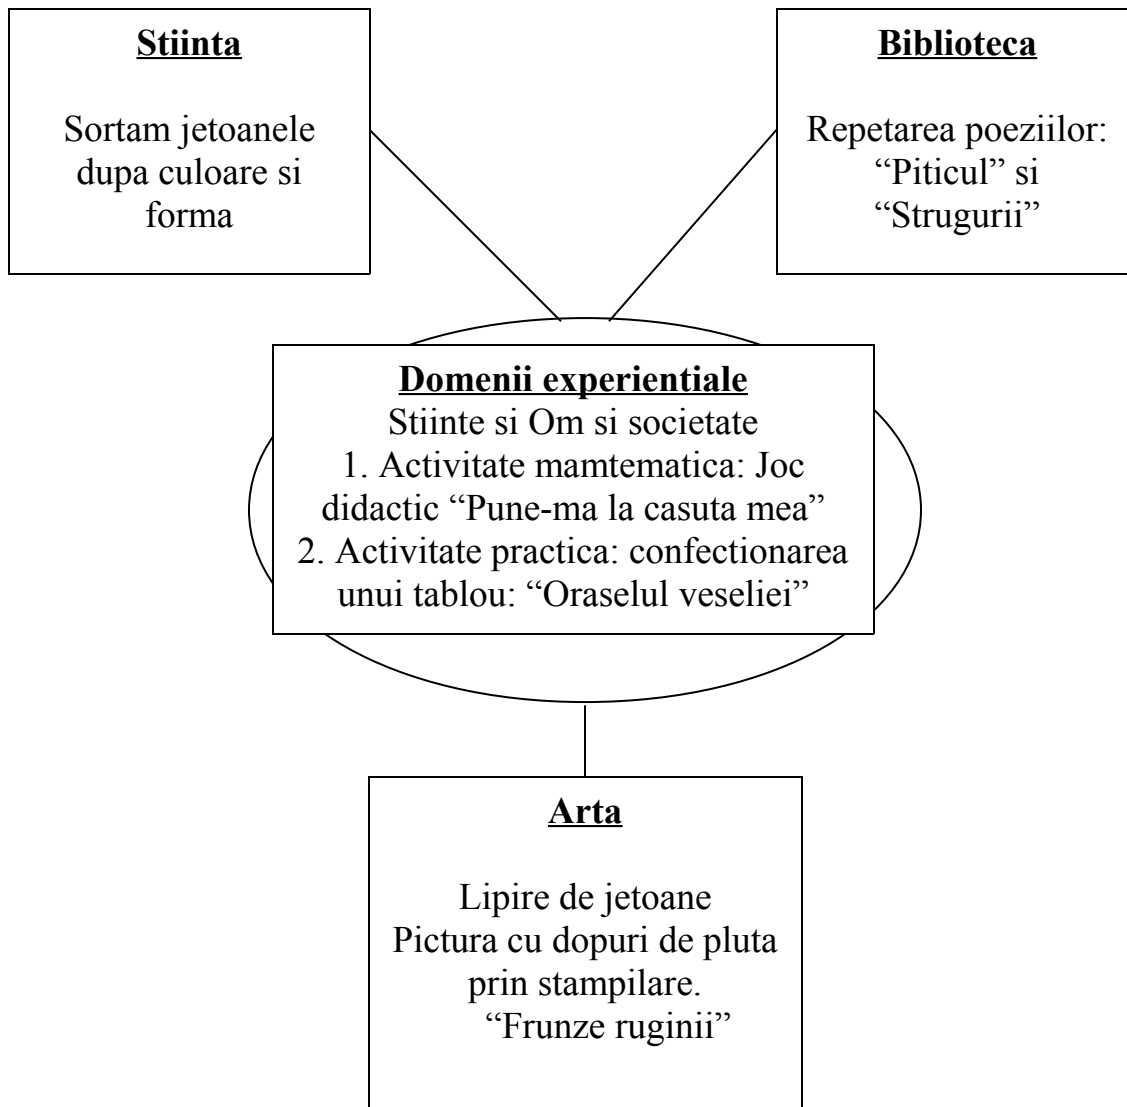 Stiinta
Sortam jetoanele
dupa culoare si
forma
Biblioteca
Repetarea poeziilor:
“Piticul” si
“Strugurii”
Domenii experientiale
Stiinte si Om si societate
1. Activitate mamtematica: Joc
didactic “Pune-ma la casuta mea”
2. Activitate practica: confectionarea
unui tablou: “Oraselul veseliei”
Arta
Lipire de jetoane
Pictura cu dopuri de pluta
prin stampilare.
“Frunze ruginii”